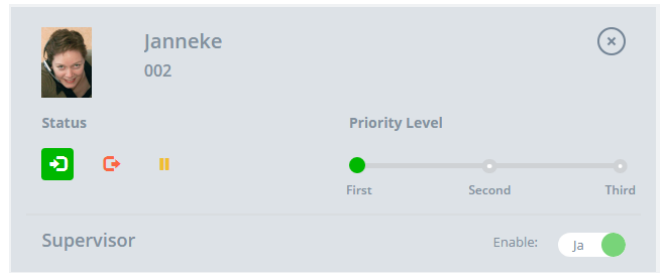 Janneke
002
Status
Priority Level
First
Second
Third
Supervisor
Enable:
Ja